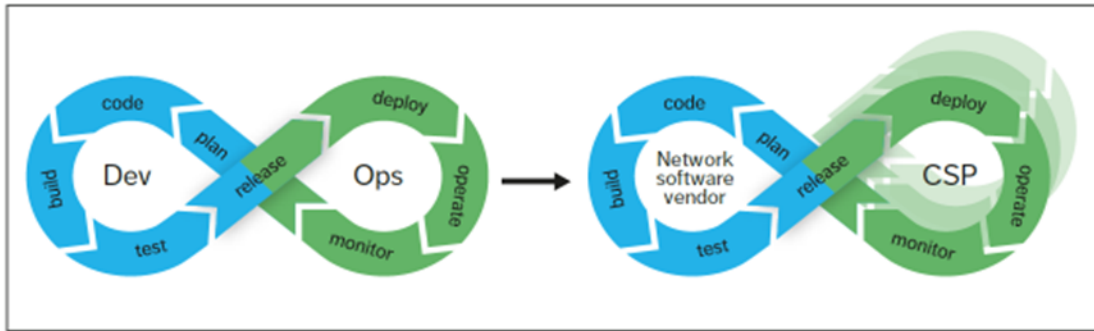 code
plan
Dev
build
test
release
deploy
Ops
operate
monitor
code
plan
Network
software
vendor
build
test
release
deploy
CSP
operate
monitor